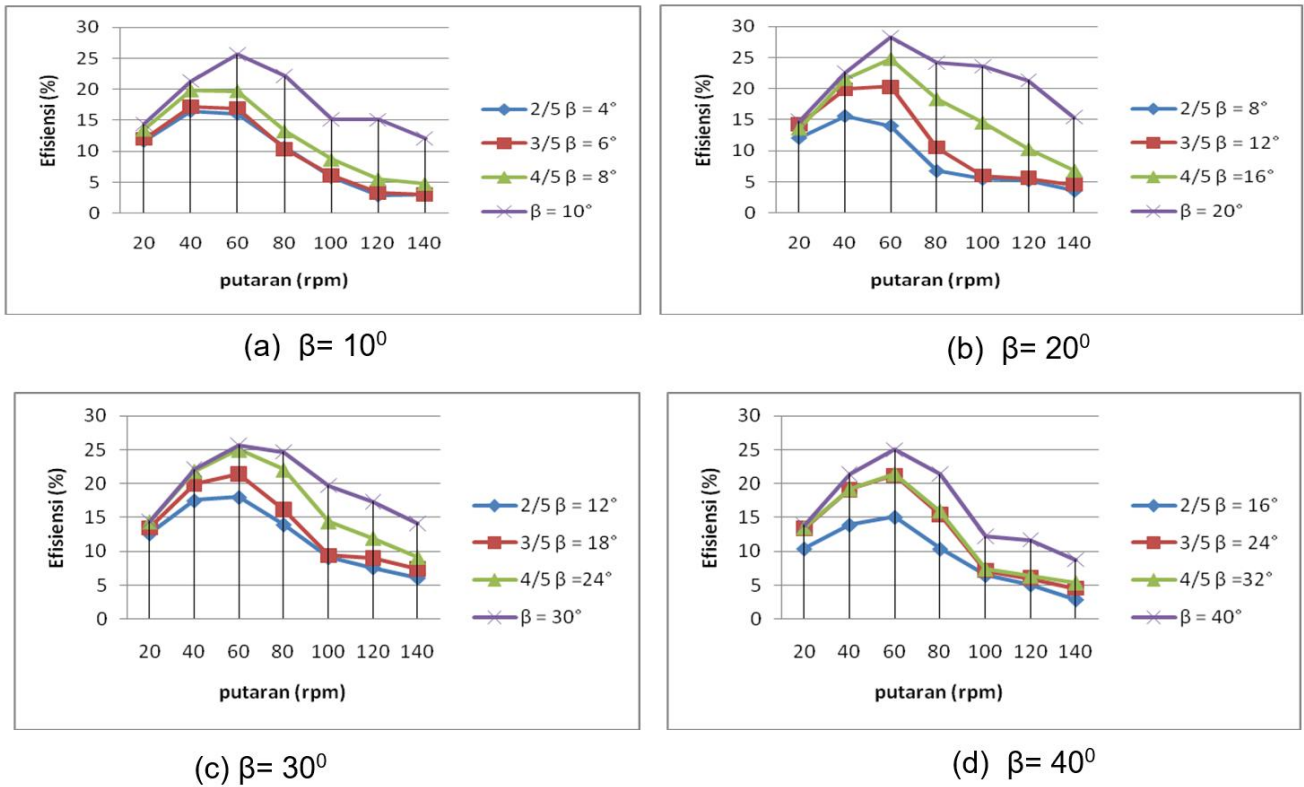 30
25
20
15
10
5
0
Efisiensi (%)
20 40 60 80 100 120 140
putaran (rpm)
2/5 β = 4°
3/5 β = 6°
4/5 β = 8°
β = 10°
(a) β= 10⁰
30
25
20
15
10
5
0
Efisiensi (%)
20 40 60 80 100 120 140
putaran (rpm)
2/5 β = 8°
3/5 β = 12°
4/5 β =16°
β = 20°
(b) β= 20⁰
30
25
20
15
10
5
0
Efisiensi (%)
20 40 60 80 100 120 140
putaran (rpm)
2/5 β = 12°
3/5 β = 18°
4/5 β =24°
β = 30°
(c) β= 30⁰
30
25
20
15
10
5
0
Efisiensi (%)
20 40 60 80 100 120 140
putaran (rpm)
2/5 β = 16°
3/5 β = 24°
4/5 β = 32°
β = 40°
(d) β= 40⁰